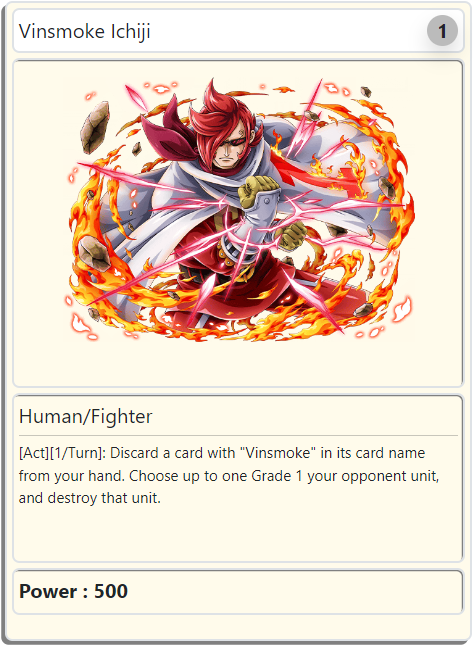 Vinsmoke Ichiji
1
Human/Fighter
[Act][1/Turn]: Discard a card with "Vinsmoke" in its card name
from your hand. Choose up to one Grade 1 your opponent unit,
and destroy that unit.
Power : 500